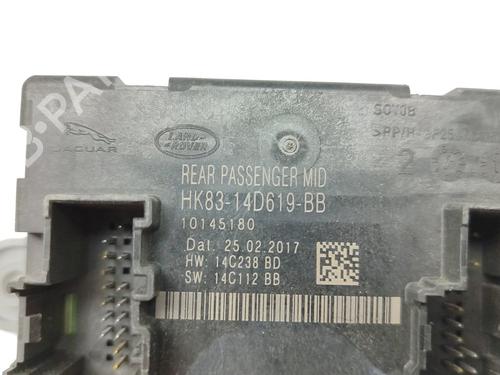 JAGUAR
LAND-
ROVER
REAR PASSENGER MID
HK83-14D619-BB
10145180
Dat. 25.02.2017
HW: 14C238 BD
SW: 14C112 BB